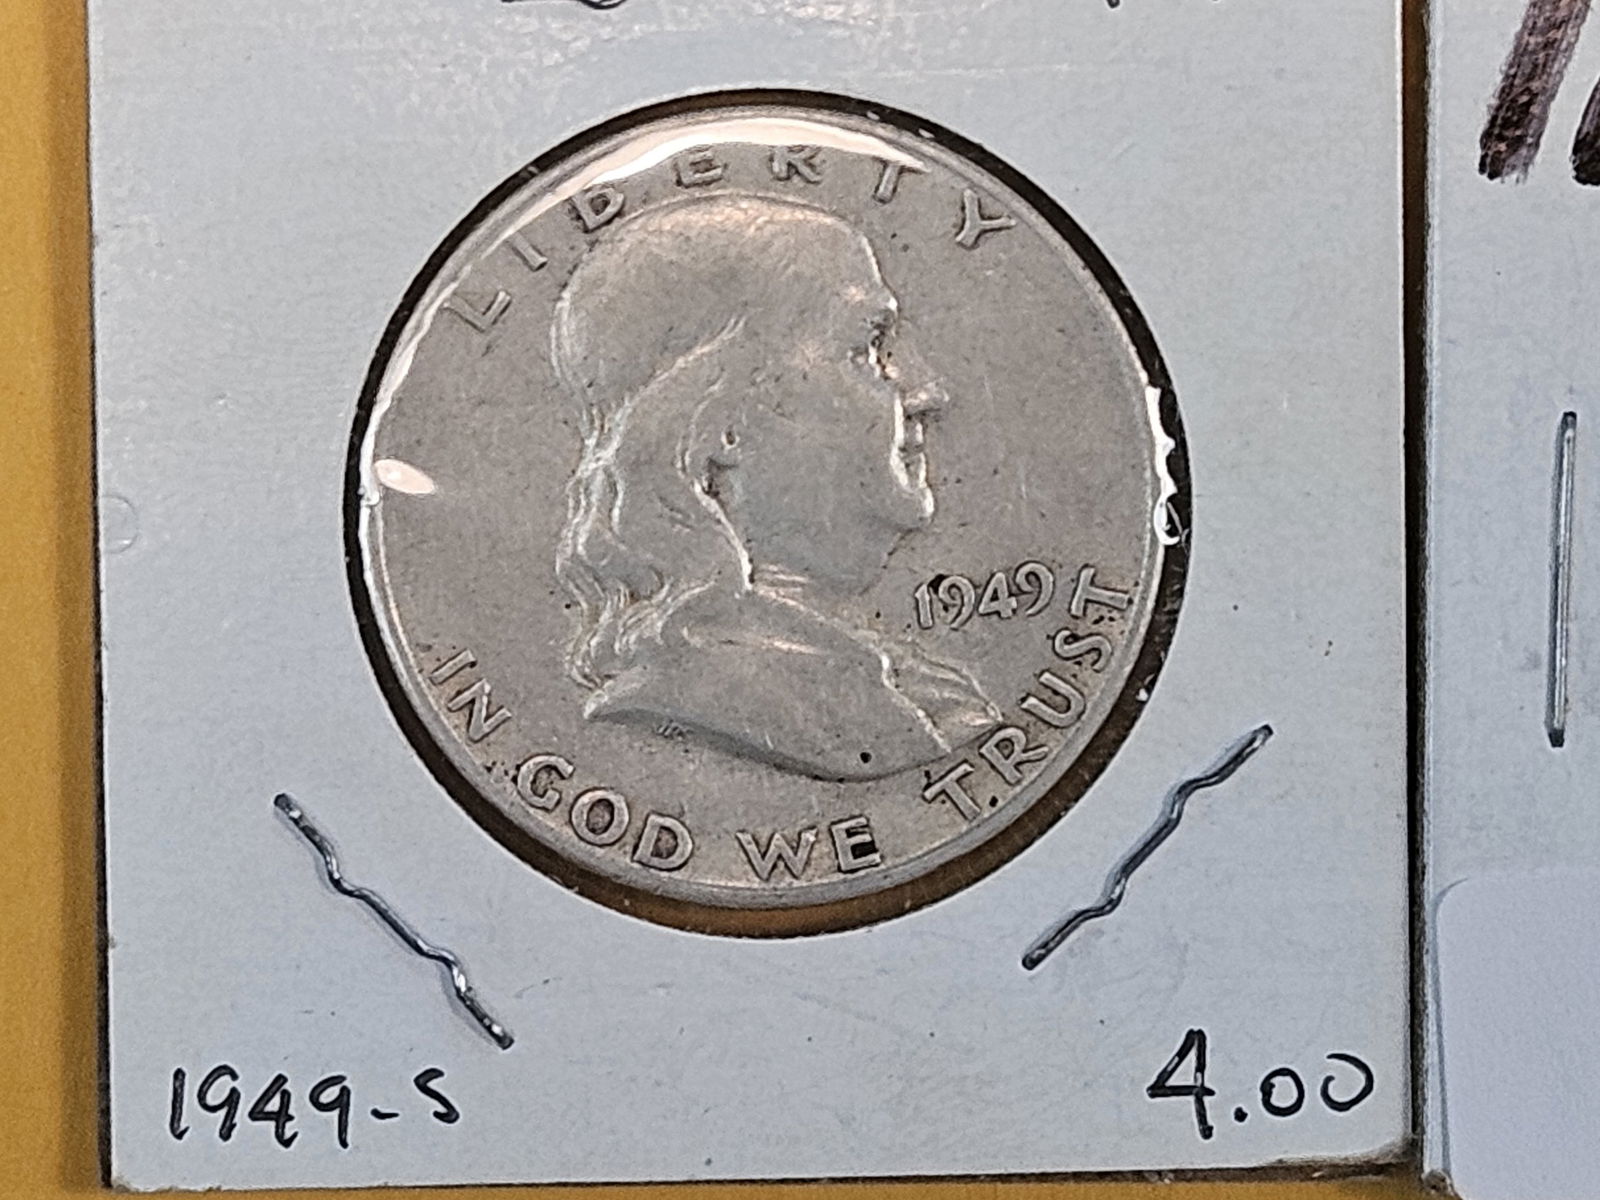 LIBERTY
1949
IN GOD WE TRUST
1949-S
4.00